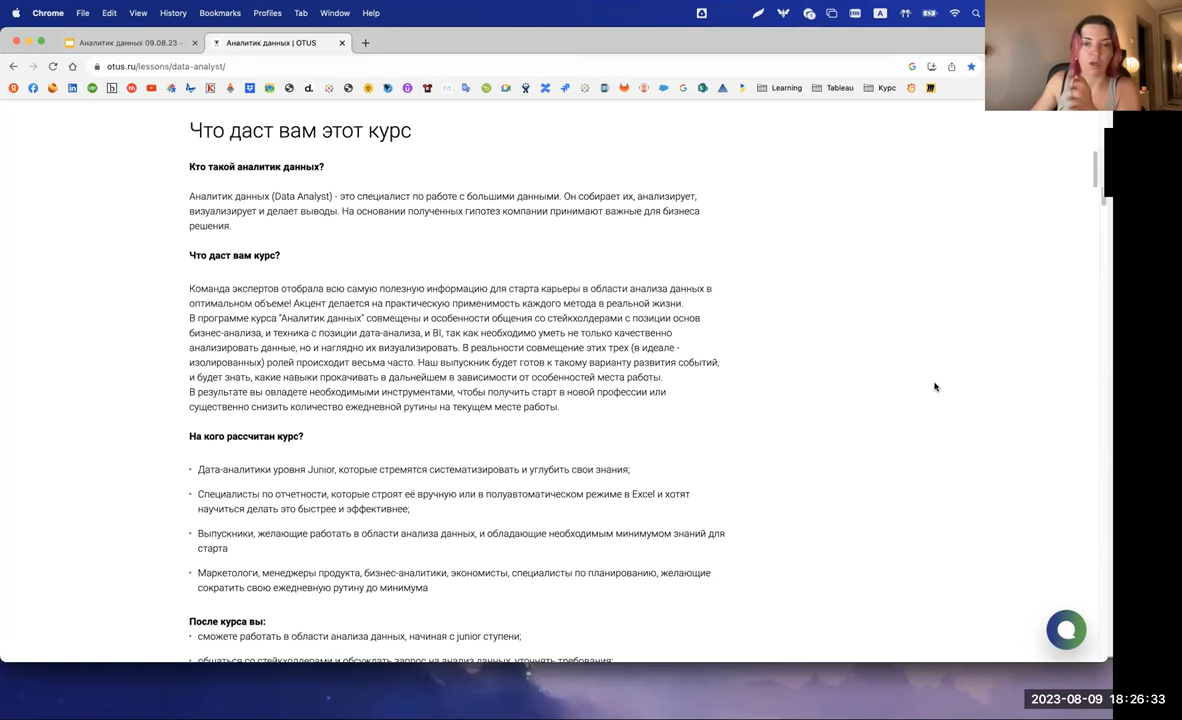 Chrome File Edit View History Bookmarks Profiles Tab Window Help
A
Аналитик данных 09.08.23 - Аналитик данных | OTUS
otus.ru/lessons/data-analyst/
Learning Tableau Курс
Что даст вам этот курс
Кто такой аналитик данных?
Аналитик данных (Data Analyst) - это специалист по работе с большими данными. Он собирает их, анализирует,
визуализирует и делает выводы. На основании полученных гипотез компании принимают важные для бизнеса
решения.
Что даст вам курс?
Команда экспертов отобрала всю самую полезную информацию для старта карьеры в области анализа данных в
оптимальном объеме! Акцент делается на практическую применимость каждого метода в реальной жизни.
В программе курса "Аналитик данных" совмещены и особенности общения со стейкхолдерами с позиции основ
бизнес-анализа, и техника с позиции дата-анализа, и BI, так как необходимо уметь не только качественно
анализировать данные, но и наглядно их визуализировать. В реальности совмещение этих трех (в идеале -
изолированных) ролей происходит весьма часто. Наш выпускник будет готов к такому варианту развития событий,
и будет знать, какие навыки прокачивать в дальнейшем в зависимости от особенностей места работы.
В результате вы овладете необходимыми инструментами, чтобы получить старт в новой профессии или
существенно снизить количество ежедневной рутины на текущем месте работы.
На кого рассчитан курс?
• Дата-аналитики уровня Junior, которые стремятся систематизировать и углубить свои знания;
• Специалисты по отчетности, которые строят её вручную или в полуавтоматическом режиме в Excel и хотят
научиться делать это быстрее и эффективнее;
• Выпускники, желающие работать в области анализа данных, и обладающие необходимым минимумом знаний для
старта
• Маркетологи, менеджеры продукта, бизнес-аналитики, экономисты, специалисты по планированию, желающие
сократить свою ежедневную рутину до минимума
После курса вы:
• сможете работать в области анализа данных, начиная с junior ступени;
• общаться со стейкхолдерами и обсуждать запрос на анализ данных, уточнять требования;
2023-08-09 18:26:33